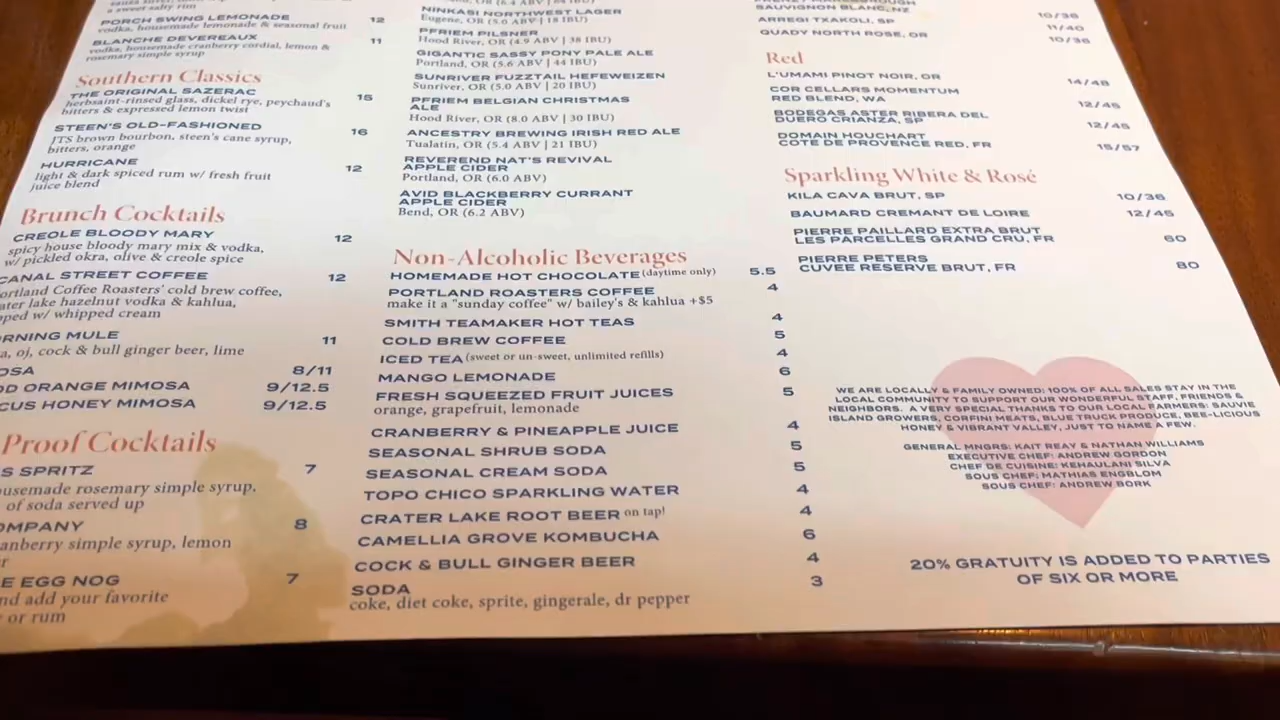 a sweet salty rim
PORCH SWING LEMONADE 12
vodka, housemade lemonade & seasonal fruit
BLANCHE DEVEREAUX 11
vodka, housemade cranberry cordial, lemon &
rosemary simple syrup
Southern Classics
THE ORIGINAL SAZERAC 15
herbsaint-rinsed glass, dickel rye, peychaud's
bitters & expressed lemon twist
STEEN'S OLD-FASHIONED 16
JTS brown bourbon, steen's cane syrup,
bitters, orange
HURRICANE 12
light & dark spiced rum w/ fresh fruit
juice blend
Brunch Cocktails
CREOLE BLOODY MARY 12
spicy house bloody mary mix & vodka,
w/ pickled okra, olive & creole spice
CANAL STREET COFFEE 12
ortland Coffee Roasters' cold brew coffee,
ater lake hazelnut vodka & kahlua,
pped w/ whipped cream
RNING MULE 11
a, oj, cock & bull ginger beer, lime
OSA 8/11
OD ORANGE MIMOSA 9/12.5
CUS HONEY MIMOSA 9/12.5
Proof Cocktails
S SPRITZ 7
usemade rosemary simple syrup,
of soda served up
OMPANY 8
anberry simple syrup, lemon
r
E EGG NOG 7
nd add your favorite
or rum
NINKASI NORTHWEST LAGER
Eugene, OR (5.0 ABV | 18 IBU)
PFRIEM PILSNER
Hood River, OR (4.9 ABV | 38 IBU)
GIGANTIC SASSY PONY PALE ALE
Portland, OR (5.6 ABV | 44 IBU)
SUNRIVER FUZZTAIL HEFEWEIZEN
Sunriver, OR (5.0 ABV | 20 IBU)
PFRIEM BELGIAN CHRISTMAS
ALE
Hood River, OR (8.0 ABV | 30 IBU)
ANCESTRY BREWING IRISH RED ALE
Tualatin, OR (5.4 ABV | 21 IBU)
REVEREND NAT'S REVIVAL
APPLE CIDER
Portland, OR (6.0 ABV)
AVID BLACKBERRY CURRANT
APPLE CIDER
Bend, OR (6.2 ABV)
Non-Alcoholic Beverages
HOMEMADE HOT CHOCOLATE (daytime only) 5.5
PORTLAND ROASTERS COFFEE 4
make it a "sunday coffee" w/ bailey's & kahlua +$5
SMITH TEAMAKER HOT TEAS 4
COLD BREW COFFEE 5
ICED TEA (sweet or un-sweet, unlimited refills) 4
MANGO LEMONADE 6
FRESH SQUEEZED FRUIT JUICES 5
orange, grapefruit, lemonade
CRANBERRY & PINEAPPLE JUICE 4
SEASONAL SHRUB SODA 5
SEASONAL CREAM SODA 5
TOPO CHICO SPARKLING WATER 4
CRATER LAKE ROOT BEER on tap! 4
CAMELLIA GROVE KOMBUCHA 6
COCK & BULL GINGER BEER 4
SODA 3
coke, diet coke, sprite, gingerale, dr pepper
SAUVIGNON BLANC, NZ 10/36
ARREGI TXAKOLI, SP 11/40
QUADY NORTH ROSE, OR 10/36
Red
L'UMAMI PINOT NOIR, OR 14/48
COR CELLARS MOMENTUM
RED BLEND, WA 12/45
BODEGAS ASTER RIBERA DEL
DUERO CRIANZA, SP 12/45
DOMAIN HOUCHART
COTE DE PROVENCE RED, FR 15/57
Sparkling White & Rosé
KILA CAVA BRUT, SP 10/36
BAUMARD CREMANT DE LOIRE 12/45
PIERRE PAILLARD EXTRA BRUT
LES PARCELLES GRAND CRU, FR 60
PIERRE PETERS
CUVEE RESERVE BRUT, FR 80
WE ARE LOCALLY & FAMILY OWNED: 100% OF ALL SALES STAY IN THE
LOCAL COMMUNITY TO SUPPORT OUR WONDERFUL STAFF, FRIENDS &
NEIGHBORS. A VERY SPECIAL THANKS TO OUR LOCAL FARMERS: SAUVIE
ISLAND GROWERS, CORFINI MEATS, BLUE TRUCK PRODUCE, BEE-LICIOUS
HONEY & VIBRANT VALLEY, JUST TO NAME A FEW.
GENERAL MNGRS: KAIT REAY & NATHAN WILLIAMS
EXECUTIVE CHEF: ANDREW GORDON
CHEF DE CUISINE: KEHAULANI SILVA
SOUS CHEF: MATHIAS ENGBLOM
SOUS CHEF: ANDREW BORK
20% GRATUITY IS ADDED TO PARTIES
OF SIX OR MORE